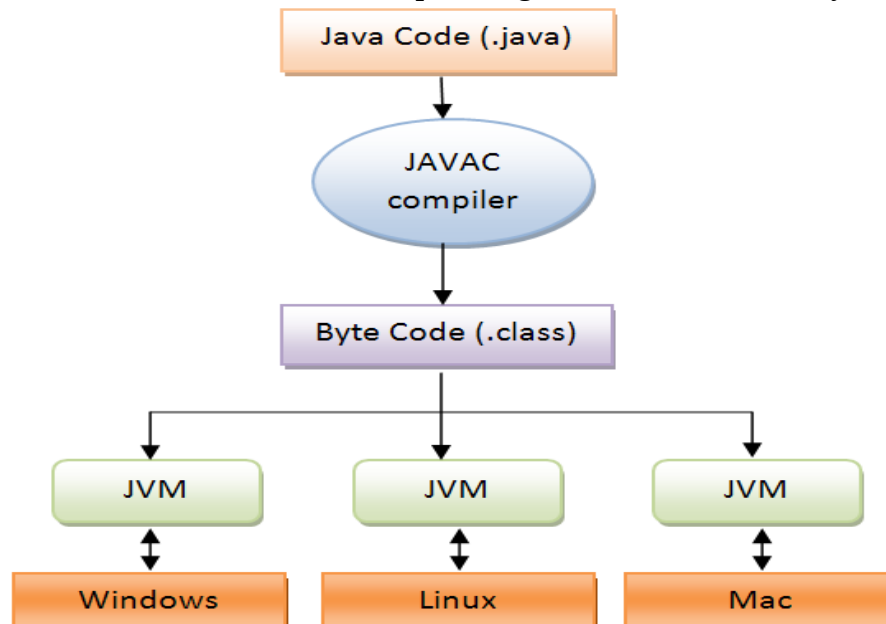 Java Code (.java)
JAVAC
compiler
Byte Code (.class)
JVM
JVM
JVM
Windows
Linux
Mac